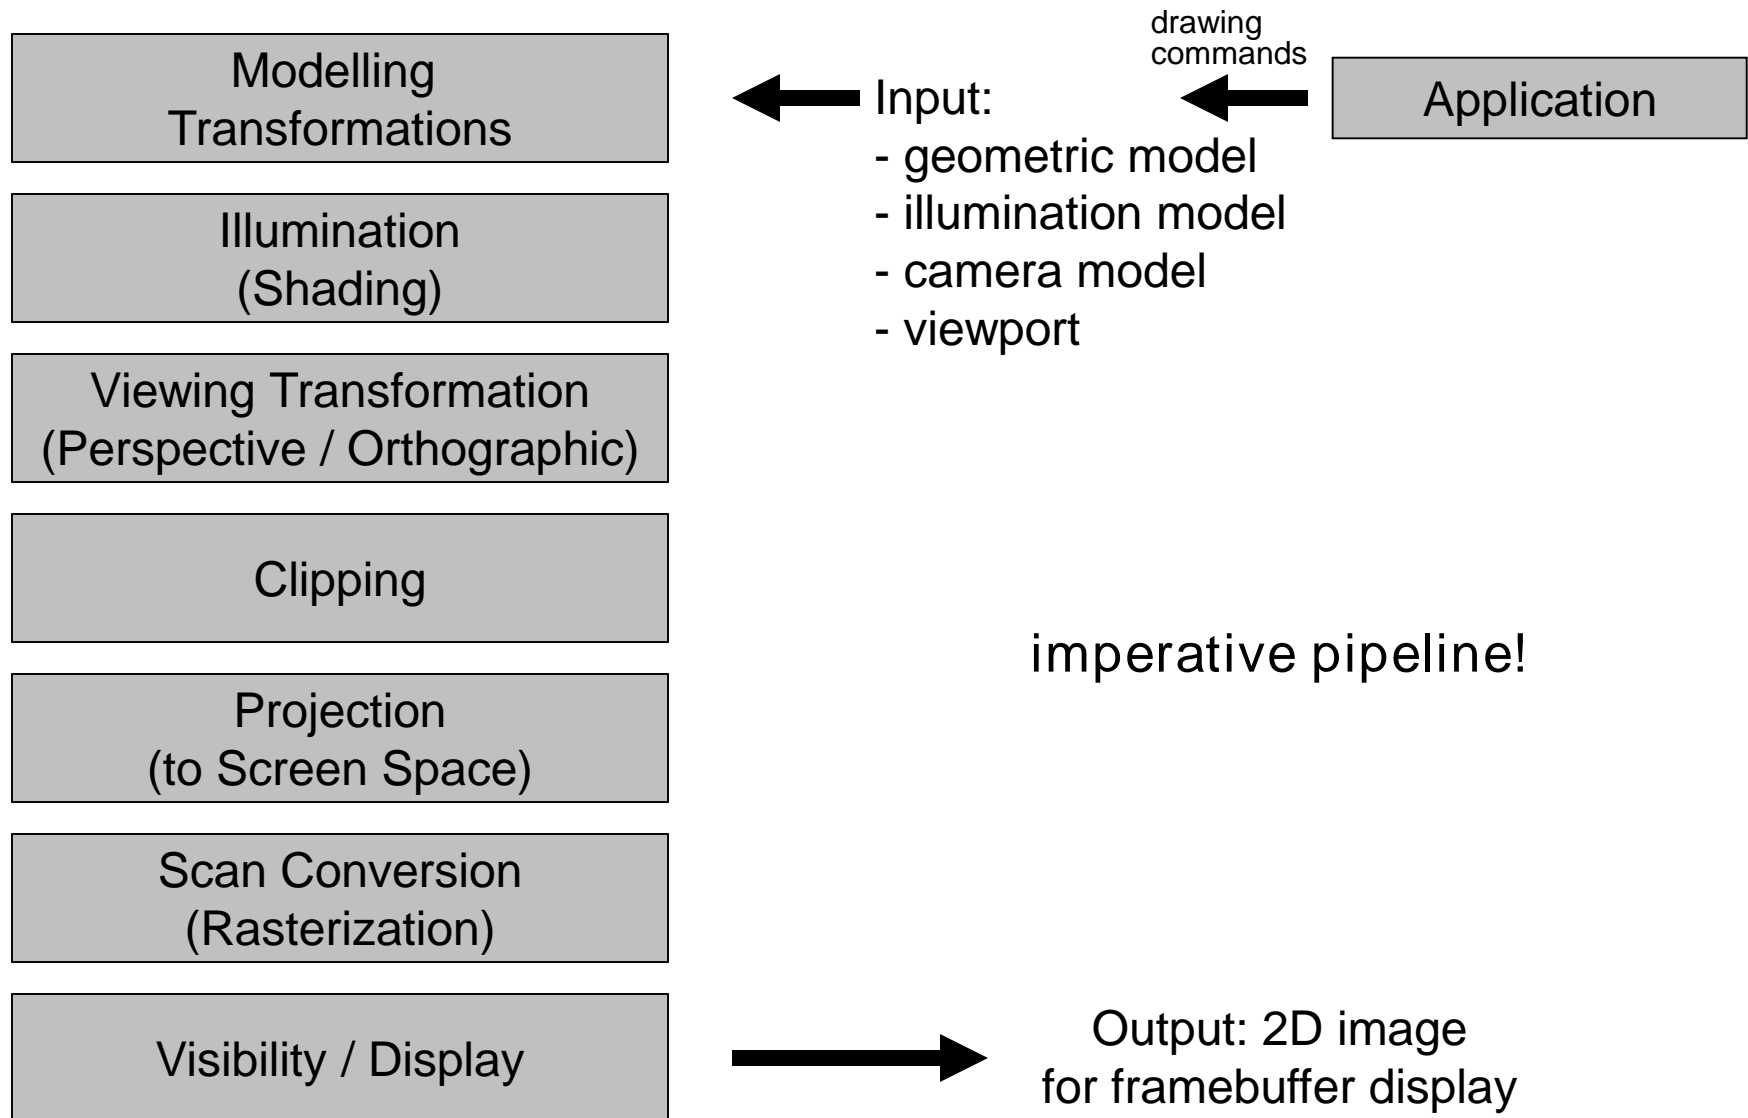 Modelling
Transformations
Illumination
(Shading)
Viewing Transformation
(Perspective / Orthographic)
Clipping
Projection
(to Screen Space)
Scan Conversion
(Rasterization)
Visibility / Display
drawing
commands
Application
Input:
- geometric model
- illumination model
- camera model
- viewport
imperative pipeline!
Output: 2D image
for framebuffer display